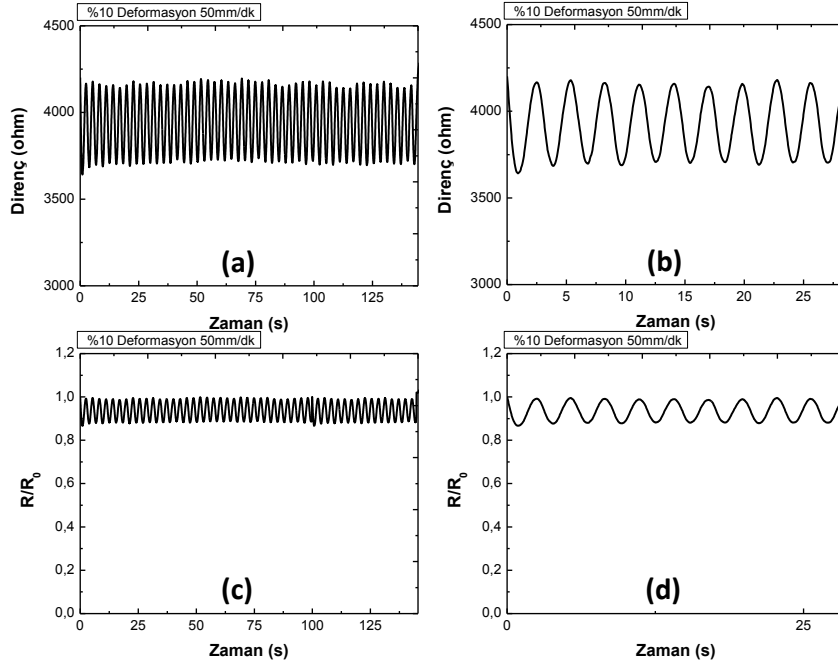 %10 Deformasyon 50mm/dk
4500
4000
3500
3000
Direnç (ohm)
(a)
0 25 50 75 100 125
Zaman (s)
%10 Deformasyon 50mm/dk
4500
4000
3500
3000
Direnç (ohm)
(b)
0 5 10 15 20 25
Zaman (s)
%10 Deformasyon 50mm/dk
1,2
1,0
0,8
0,6
0,4
0,2
0,0
R/R₀
(c)
0 25 50 75 100 125
Zaman (s)
%10 Deformasyon 50mm/dk
1,2
1,0
0,8
0,6
0,4
0,2
0,0
R/R₀
(d)
0 25
Zaman (s)